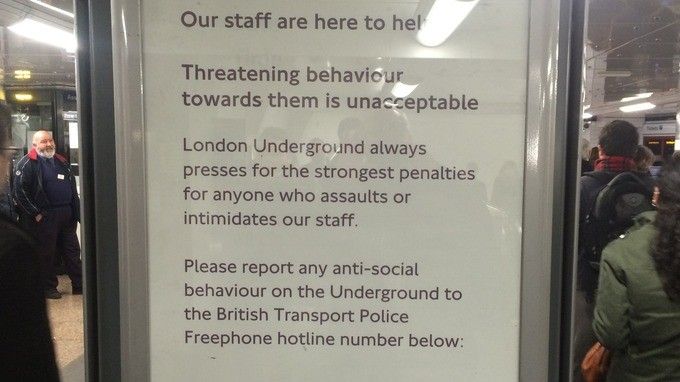 Our staff are here to hel
Threatening behaviour
towards them is unacceptable
London Underground always
presses for the strongest penalties
for anyone who assaults or
intimidates our staff.
Please report any anti-social
behaviour on the Underground to
the British Transport Police
Freephone hotline number below: